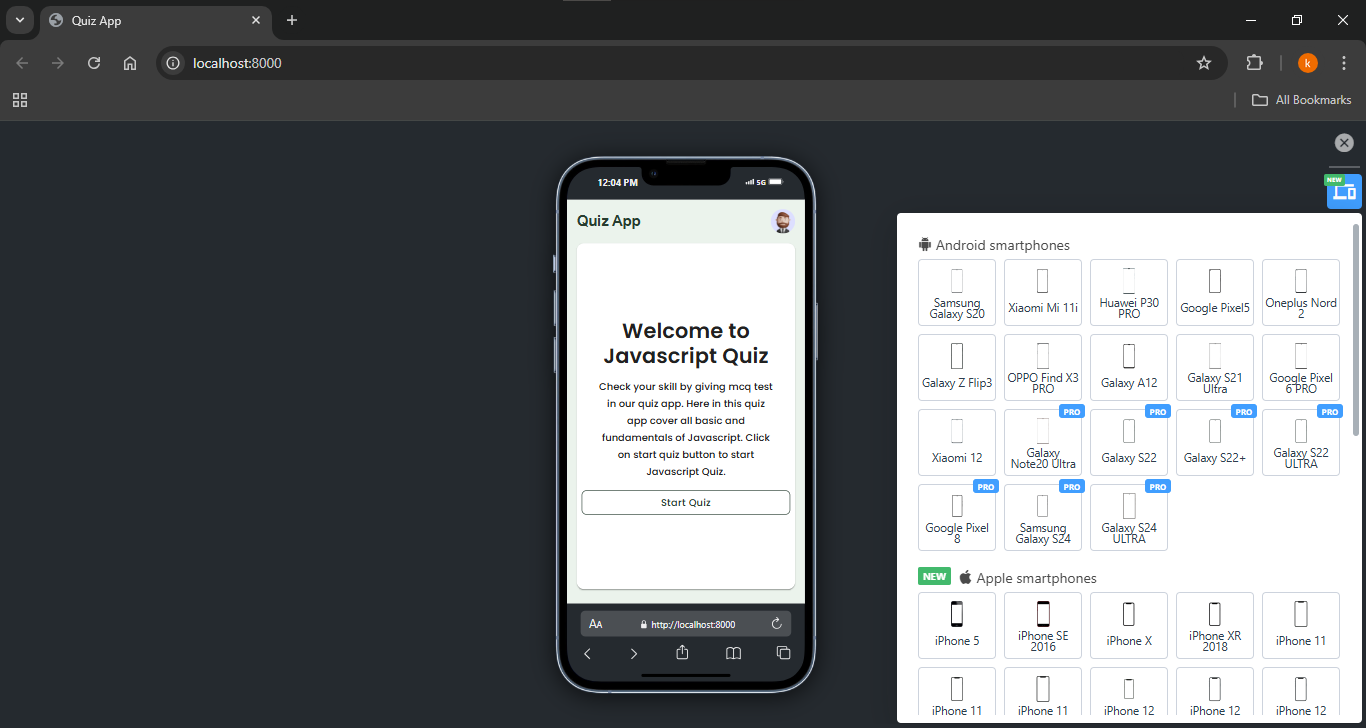 Quiz App
localhost:8000
k
All Bookmarks
12:04 PM
5G
Quiz App
Welcome to
Javascript Quiz
Check your skill by giving mcq test
in our quiz app. Here in this quiz
app cover all basic and
fundamentals of Javascript. Click
on start quiz button to start
Javascript Quiz.
Start Quiz
AA
http://localhost:8000
NEW
Android smartphones
Samsung
Galaxy S20
Xiaomi Mi 11i
Huawei P30
PRO
Google Pixel5
Oneplus Nord
2
Galaxy Z Flip3
OPPO Find X3
PRO
Galaxy A12
Galaxy S21
Ultra
Google Pixel
6 PRO
Xiaomi 12
PRO
Galaxy
Note20 Ultra
PRO
Galaxy S22
PRO
Galaxy S22+
PRO
Galaxy S22
ULTRA
PRO
Google Pixel
8
PRO
Samsung
Galaxy S24
PRO
Galaxy S24
ULTRA
NEW
Apple smartphones
iPhone 5
iPhone SE
2016
iPhone X
iPhone XR
2018
iPhone 11
iPhone 11
iPhone 11
iPhone 12
iPhone 12
iPhone 12